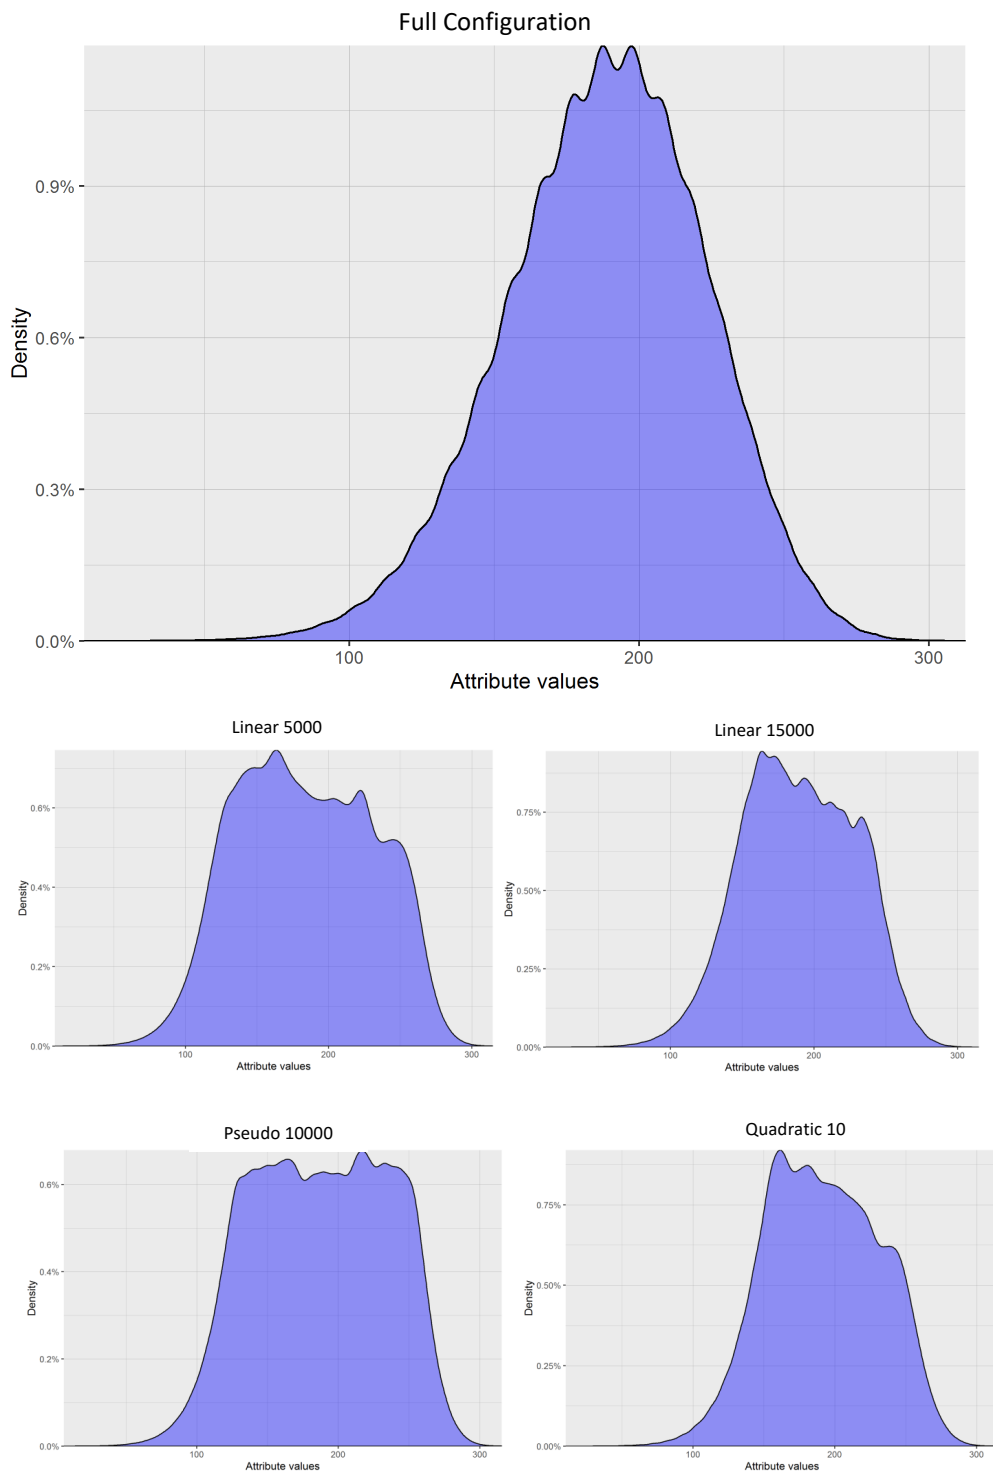 Full Configuration
Density
0.9%
0.6%
0.3%
0.0%
100 200 300
Attribute values
Linear 5000
Density
0.6%
0.4%
0.2%
0.0%
100 200 300
Attribute values
Linear 15000
Density
0.75%
0.50%
0.25%
0.00%
100 200 300
Attribute values
Pseudo 10000
Density
0.6%
0.4%
0.2%
0.0%
100 200 300
Attribute values
Quadratic 10
Density
0.75%
0.50%
0.25%
0.00%
100 200 300
Attribute values